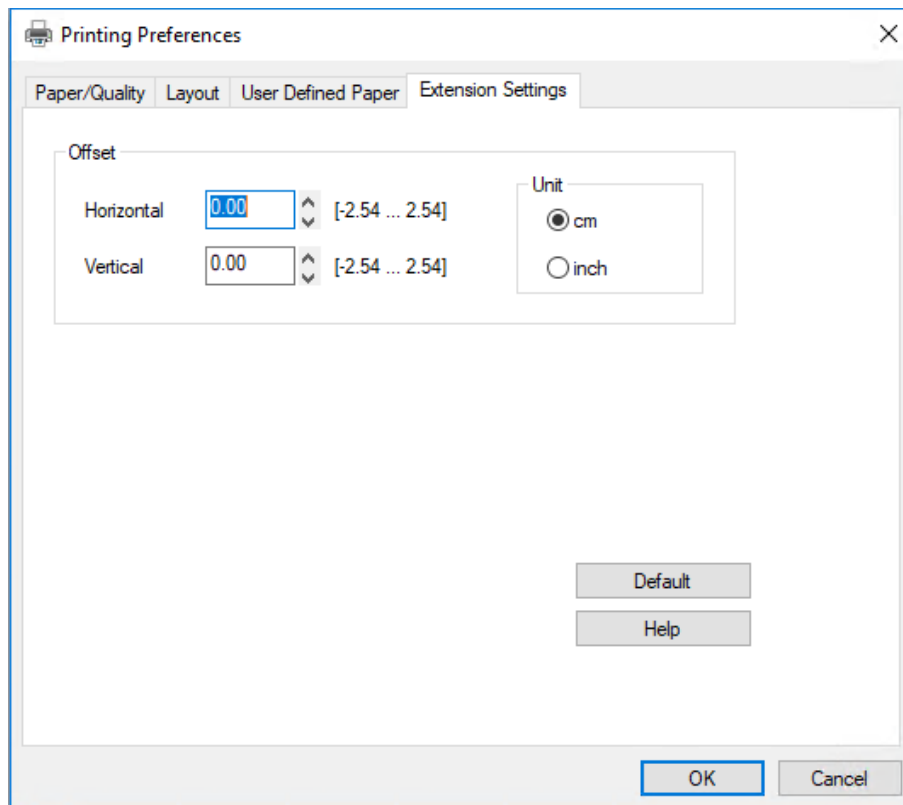 Printing Preferences
Paper/Quality Layout User Defined Paper Extension Settings
Offset
Unit
Horizontal 0.00 [-2.54 ... 2.54]
cm
Vertical 0.00 [-2.54 ... 2.54]
inch
Default
Help
OK Cancel